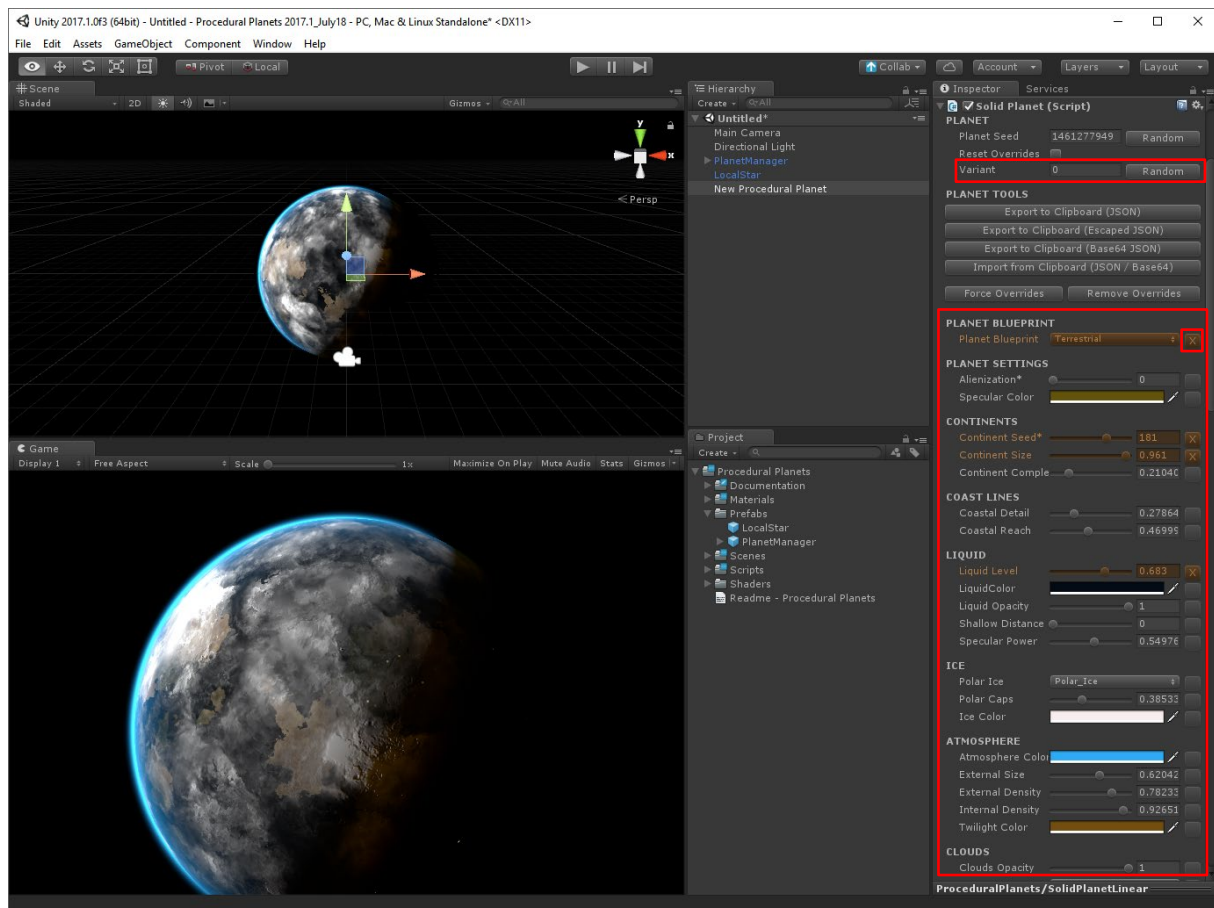 Unity 2017.1.0f3 (64bit) - Untitled - Procedural Planets 2017.1_July18 - PC, Mac & Linux Standalone* <DX11>
File Edit Assets GameObject Component Window Help
Pivot Local Collab Account Layers Layout
Scene
Shaded 2D Gizmos All
y
x
Persp
Game
Display 1 Free Aspect Scale 1x Maximize On Play Mute Audio Stats Gizmos
Hierarchy
Create All
Untitled*
Main Camera
Directional Light
PlanetManager
LocalStar
New Procedural Planet
Project
Create
Procedural Planets
Documentation
Materials
Prefabs
LocalStar
PlanetManager
Scenes
Scripts
Shaders
Readme - Procedural Planets
Inspector Services
Solid Planet (Script)
PLANET
Planet Seed 1461277949 Random
Reset Overrides
Variant 0 Random
PLANET TOOLS
Export to Clipboard (JSON)
Export to Clipboard (Escaped JSON)
Export to Clipboard (Base64 JSON)
Import from Clipboard (JSON / Base64)
Force Overrides Remove Overrides
PLANET BLUEPRINT
Planet Blueprint Terrestrial X
PLANET SETTINGS
Alienization* 0
Specular Color
CONTINENTS
Continent Seed* 181 X
Continent Size 0.961 X
Continent Comple 0.21040
COAST LINES
Coastal Detail 0.27864
Coastal Reach 0.46999
LIQUID
Liquid Level 0.683 X
LiquidColor
Liquid Opacity 1
Shallow Distance 0
Specular Power 0.54976
ICE
Polar Ice Polar_Ice
Polar Caps 0.38533
Ice Color
ATMOSPHERE
Atmosphere Color
External Size 0.62042
External Density 0.78233
Internal Density 0.92651
Twilight Color
CLOUDS
Clouds Opacity 1
ProceduralPlanets/SolidPlanetLinear